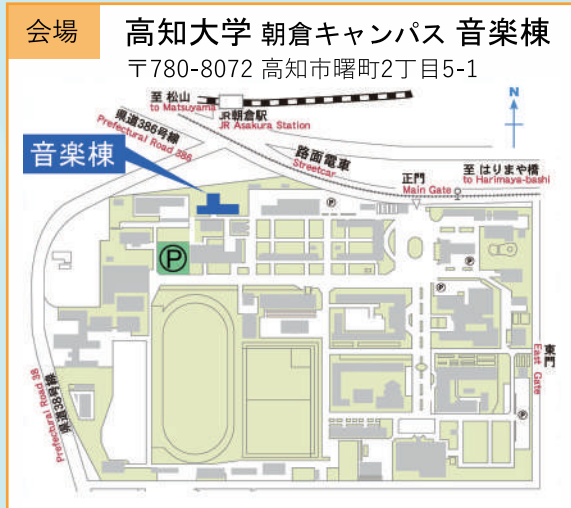 会場
高知大学 朝倉キャンパス 音楽棟
〒780-8072 高知市曙町2丁目5-1
至 松山
to Matsuyama
N
JR朝倉駅
JR Asakura Station
県道386号線
Prefectural Road 386
路面電車
Streetcar
音楽棟
正門
Main Gate
至 はりまや橋
to Harimaya-bashi
P
P
P
P
P
P
東門
East Gate
県道38号線
Prefectural Road 38